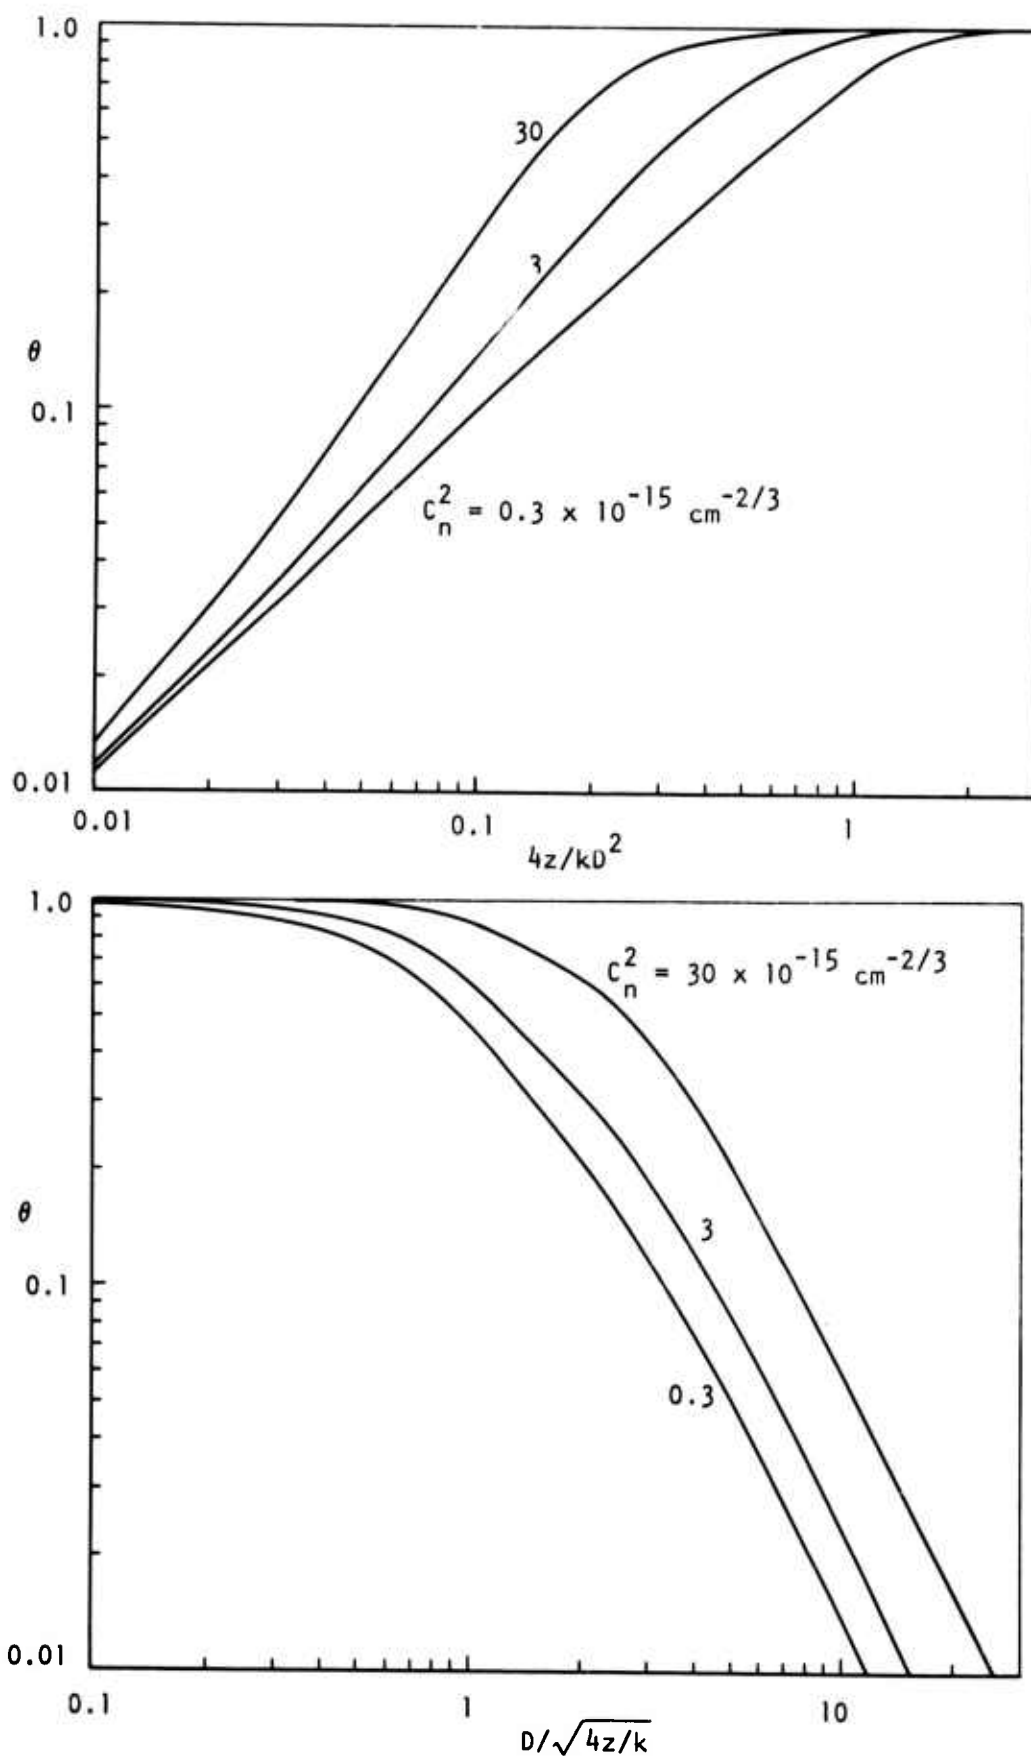 1.0
30
3
θ
0.1
C_n^2 = 0.3 x 10^-15 cm^-2/3
0.01
0.01
0.1
1
4z/kD^2
1.0
C_n^2 = 30 x 10^-15 cm^-2/3
θ
3
0.1
0.3
0.01
0.1
1
10
D/√4z/k